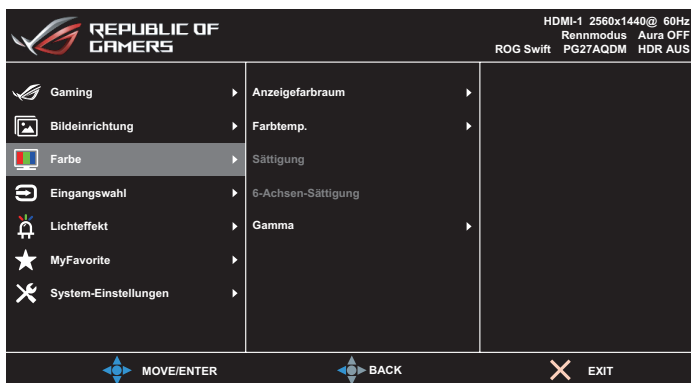 REPUBLIC OF
GAMERS
HDMI-1 2560x1440@ 60Hz
Rennmodus Aura OFF
ROG Swift PG27AQDM HDR AUS
Gaming
Bildeinrichtung
Farbe
Eingangswahl
Lichteffekt
MyFavorite
System-Einstellungen
Anzeigefarbraum
Farbtemp.
Sättigung
6-Achsen-Sättigung
Gamma
MOVE/ENTER
BACK
EXIT